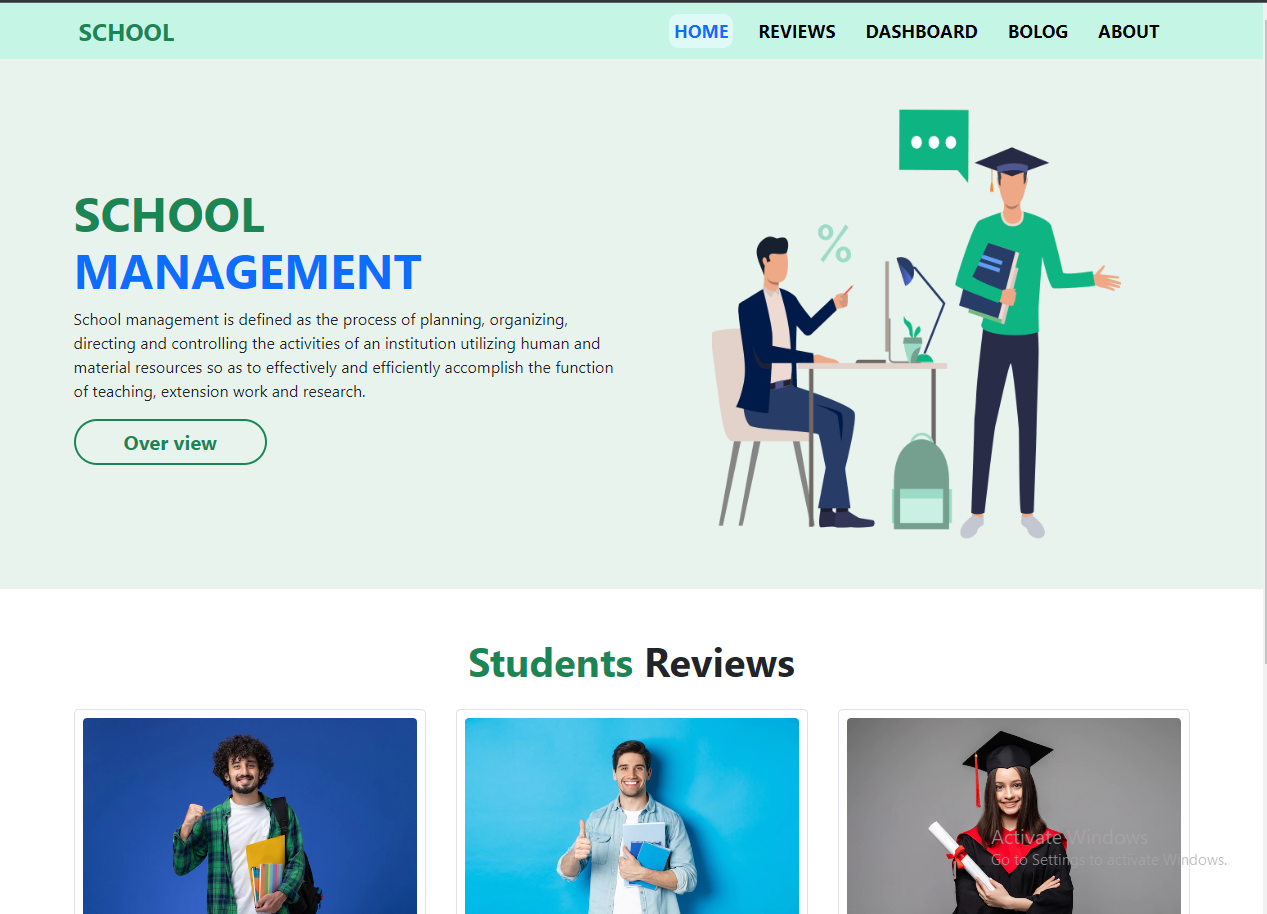 SCHOOL
HOME REVIEWS DASHBOARD BOLOG ABOUT
%
SCHOOL
MANAGEMENT
School management is defined as the process of planning, organizing,
directing and controlling the activities of an institution utilizing human and
material resources so as to effectively and efficiently accomplish the function
of teaching, extension work and research.
Over view
Students Reviews
Activate Windows
Go to Settings to activate Windows.